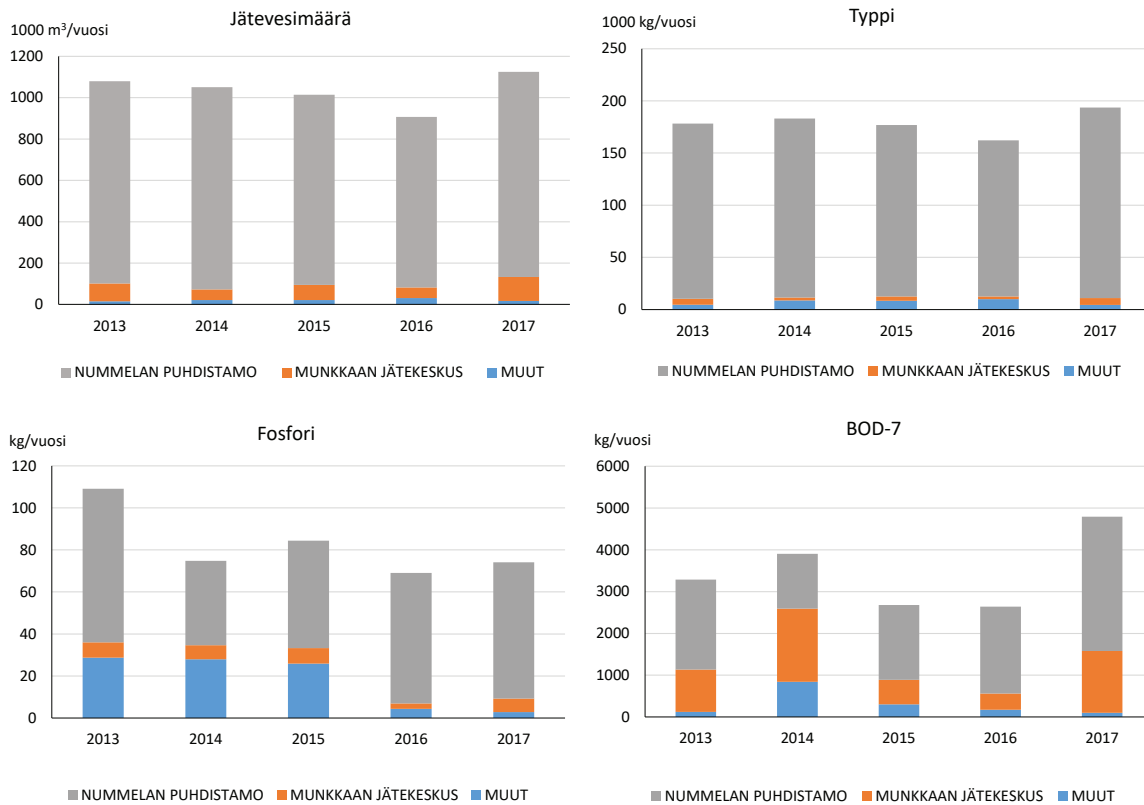 Jätevesimäärä
1000 m³/vuosi
1200
1000
800
600
400
200
0
2013 2014 2015 2016 2017
NUMMELAN PUHDISTAMO MUNKKAAN JÄTEKESKUS MUUT
Typpi
1000 kg/vuosi
250
200
150
100
50
0
2013 2014 2015 2016 2017
NUMMELAN PUHDISTAMO MUNKKAAN JÄTEKESKUS MUUT
Fosfori
kg/vuosi
120
100
80
60
40
20
0
2013 2014 2015 2016 2017
NUMMELAN PUHDISTAMO MUNKKAAN JÄTEKESKUS MUUT
BOD-7
kg/vuosi
6000
5000
4000
3000
2000
1000
0
2013 2014 2015 2016 2017
NUMMELAN PUHDISTAMO MUNKKAAN JÄTEKESKUS MUUT